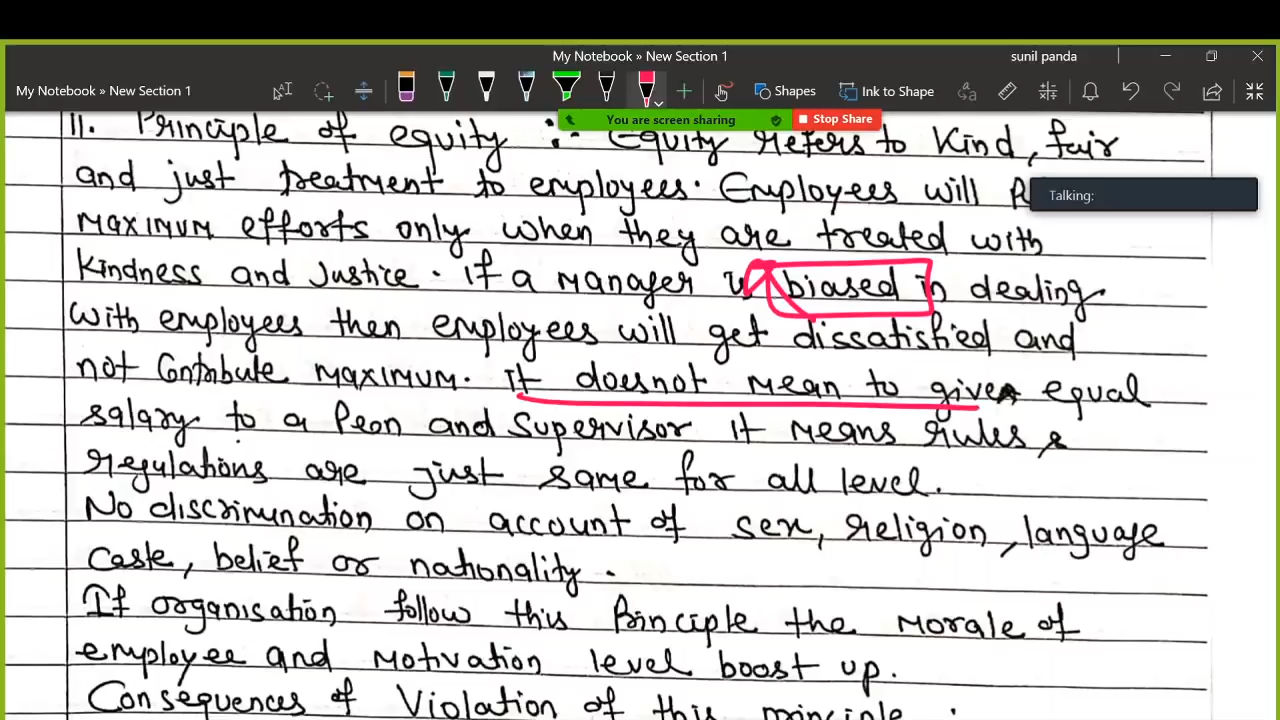 My Notebook » New Section 1
sunil panda
My Notebook » New Section 1
Shapes
Ink to Shape
You are screen sharing
Stop Share
Talking:
11. Principle of equity :- Equity refers to Kind, fair
and just treatment to employees. Employees will
maximum efforts only when they are treated with
Kindness and Justice. If a manager is biased in dealing
with employees then employees will get dissatisfied and
not Contribute maximum. it doesnot mean to give equal
salary to a Peon and Supervisor it means rules &
regulations are just same for all level.
No discrimunation on account of sex, religion, language
caste, belief or nationality.
If organisation follow this Principle the morale of
employee and motivation level boost up.
Consequences of Violation of this principle :